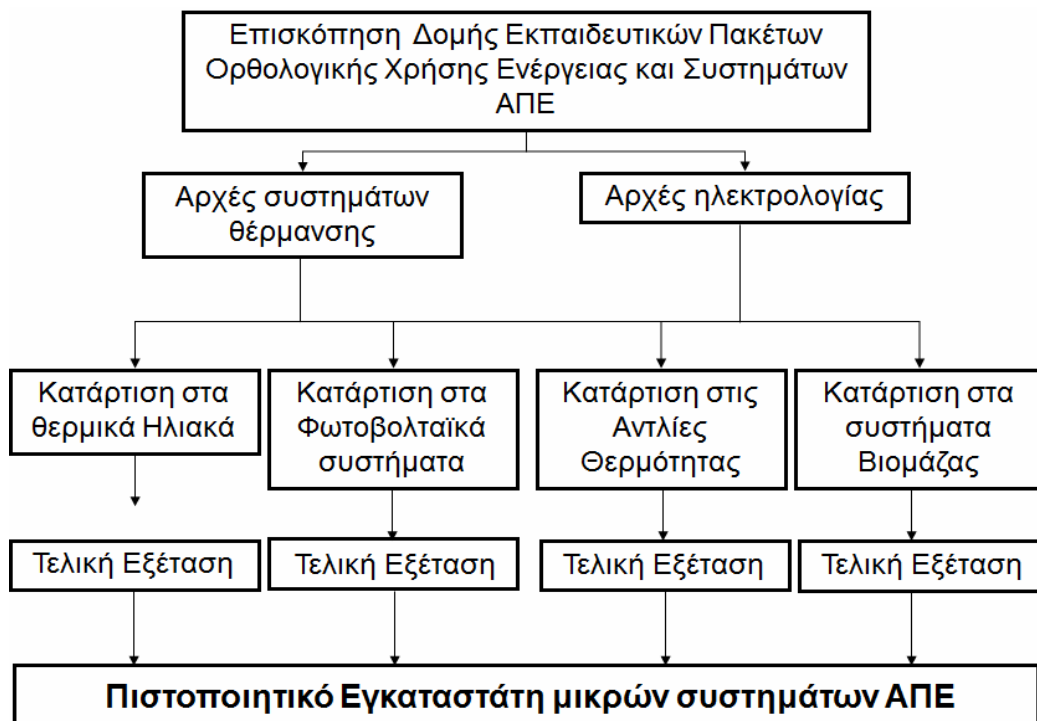 Επισκόπηση Δομής Εκπαιδευτικών Πακέτων
Ορθολογικής Χρήσης Ενέργειας και Συστημάτων
ΑΠΕ
Αρχές συστημάτων
θέρμανσης
Αρχές ηλεκτρολογίας
Κατάρτιση στα
θερμικά Ηλιακά
Κατάρτιση στα
Φωτοβολταϊκά
συστήματα
Κατάρτιση στις
Αντλίες
Θερμότητας
Κατάρτιση στα
συστήματα
Βιομάζας
Τελική Εξέταση
Τελική Εξέταση
Τελική Εξέταση
Τελική Εξέταση
Πιστοποιητικό Εγκαταστάτη μικρών συστημάτων ΑΠΕ